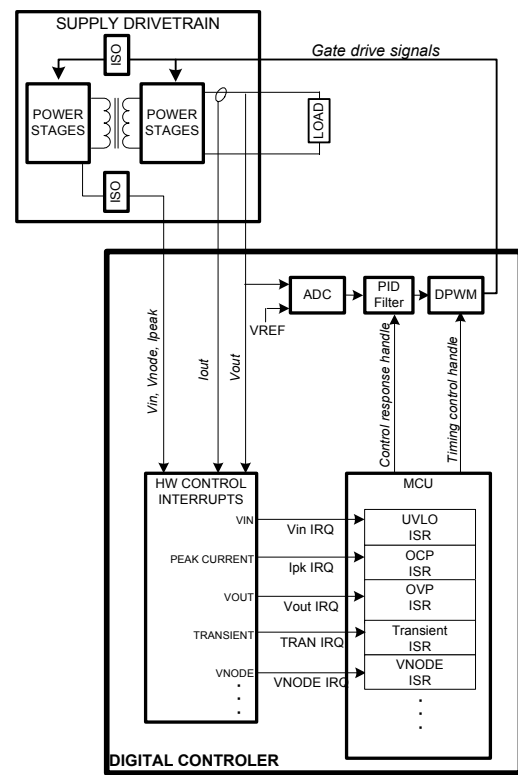 SUPPLY DRIVETRAIN
ISO
Gate drive signals
POWER
STAGES
POWER
STAGES
LOAD
ISO
ADC
PID
Filter
DPWM
VREF
Vin, Vnode, Ipeak
Iout
Vout
Control response handle
Timing control handle
HW CONTROL
INTERRUPTS
MCU
VIN
Vin IRQ
UVLO
ISR
PEAK CURRENT
Ipk IRQ
OCP
ISR
VOUT
Vout IRQ
OVP
ISR
TRANSIENT
TRAN IRQ
Transient
ISR
VNODE
VNODE IRQ
VNODE
ISR
DIGITAL CONTROLER